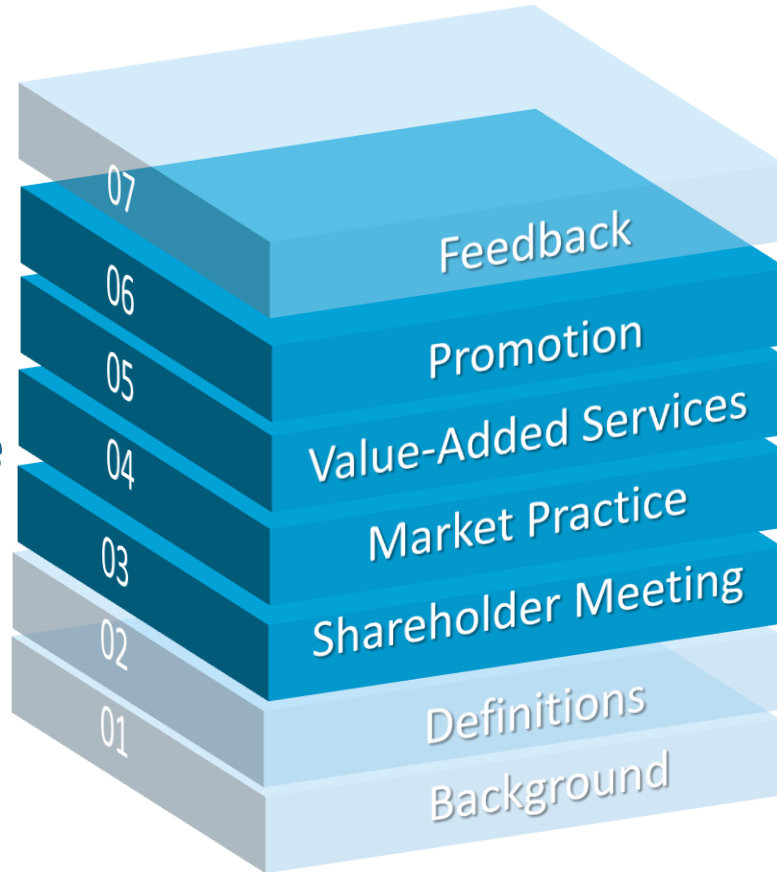 07
Feedback
06
Promotion
05
Value-Added Services
04
Market Practice
03
Shareholder Meeting
02
Definitions
01
Background